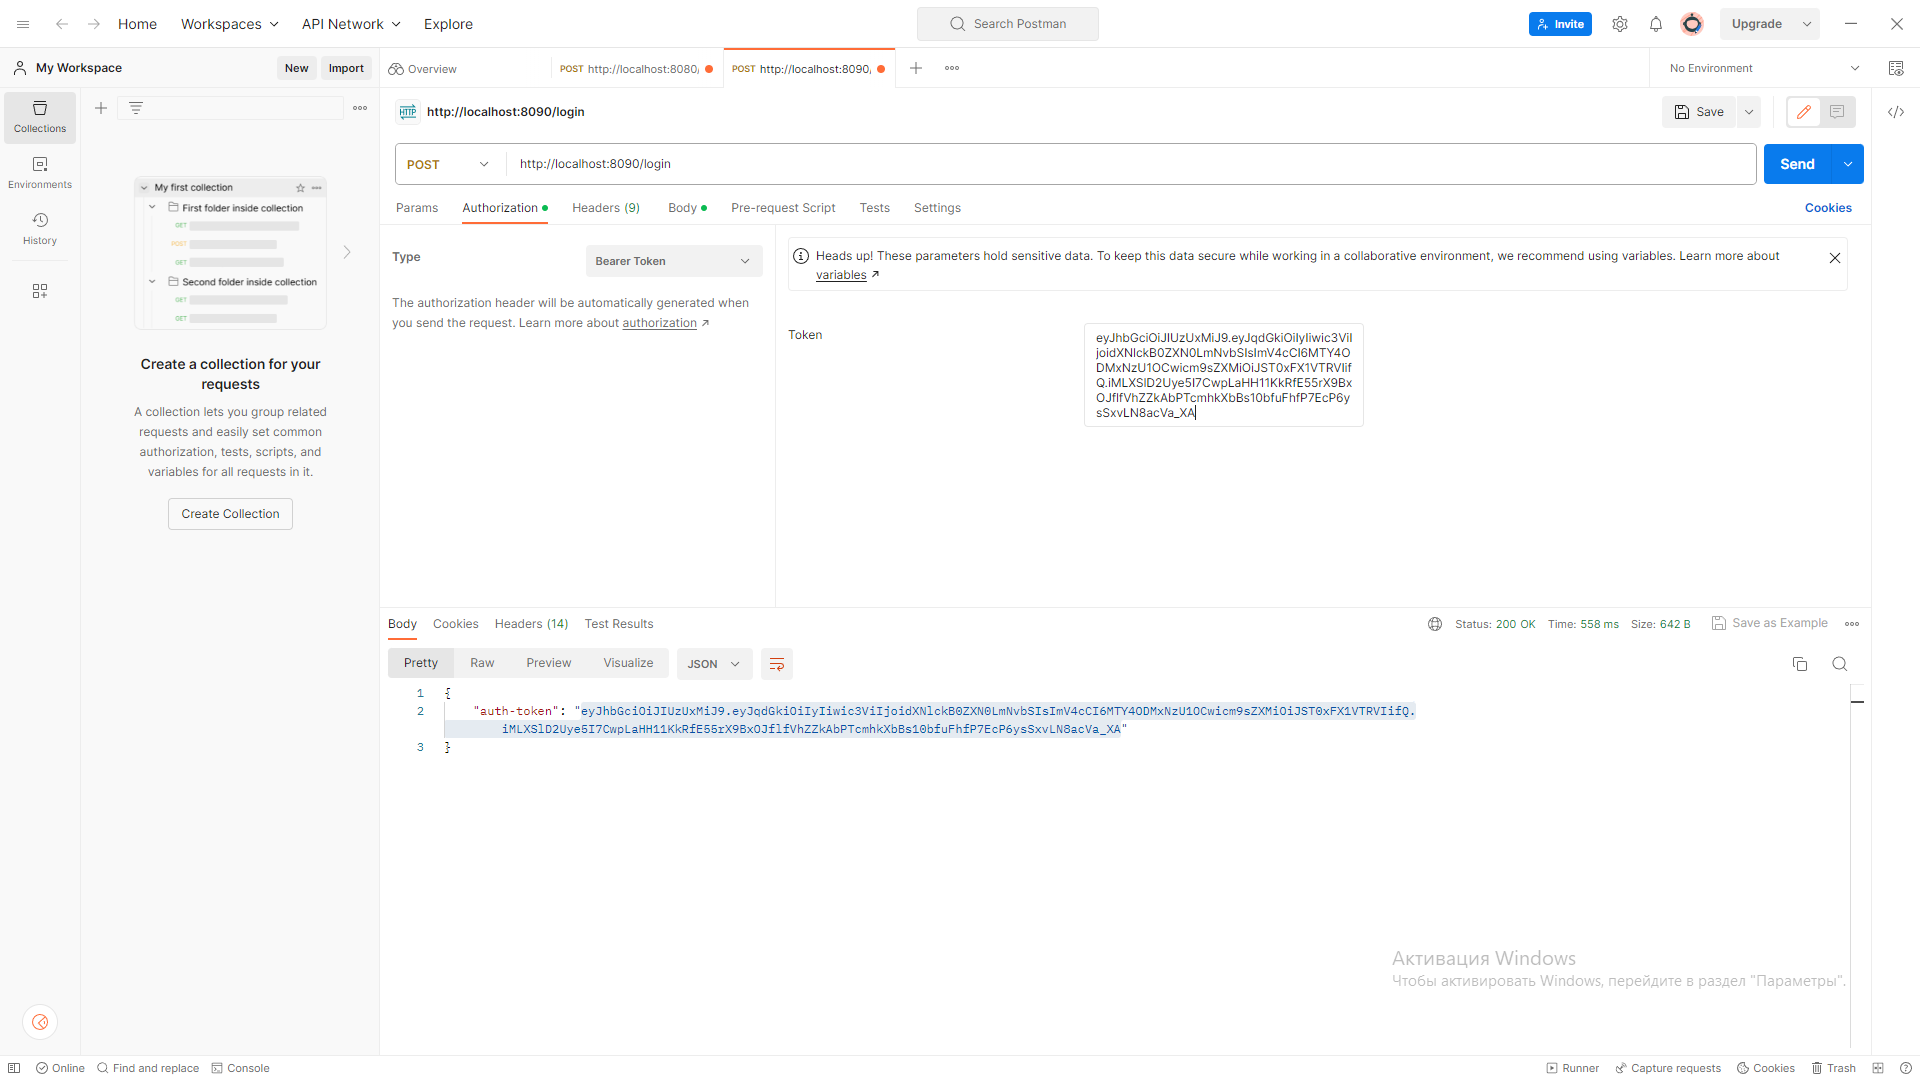 Home
Workspaces
API Network
Explore
Search Postman
Invite
Upgrade
My Workspace
New
Import
Overview
POST http://localhost:8080/
POST http://localhost:8090/
No Environment
Collections
Environments
History
My first collection
First folder inside collection
GET
POST
GET
Second folder inside collection
GET
GET
Create a collection for your
requests
A collection lets you group related
requests and easily set common
authorization, tests, scripts, and
variables for all requests in it.
Create Collection
HTTP
http://localhost:8090/login
Save
POST
http://localhost:8090/login
Send
Params
Authorization
Headers (9)
Body
Pre-request Script
Tests
Settings
Cookies
Type
Bearer Token
The authorization header will be automatically generated when
you send the request. Learn more about authorization ↗
Heads up! These parameters hold sensitive data. To keep this data secure while working in a collaborative environment, we recommend using variables. Learn more about
variables ↗
Token
eyJhbGciOiJIUzUxMiJ9.eyJqdGkiOiIyIiwic3ViI
joidXNlckB0ZXN0LmNvbSIsImV4cCI6MTY4O
DMxNzU1OCwicm9sZXMiOiJST0xFX1VTRVIif
Q.iMLXSlD2Uye5I7CwpLaHH11KkRfE55rX9Bx
OJflfVhZZkAbPTcmhkXbBs10bfuFhfP7EcP6y
sSxvLN8acVa_XA
Body
Cookies
Headers (14)
Test Results
Status: 200 OK
Time: 558 ms
Size: 642 B
Save as Example
Pretty
Raw
Preview
Visualize
JSON
1 {
2 "auth-token": "eyJhbGciOiJIUzUxMiJ9.eyJqdGkiOiIyIiwic3ViIjoidXNlckB0ZXN0LmNvbSIsImV4cCI6MTY4ODMxNzU1OCwicm9sZXMiOiJST0xFX1VTRVIifQ.
iMLXSlD2Uye5I7CwpLaHH11KkRfE55rX9BxOJflfVhZZkAbPTcmhkXbBs10bfuFhfP7EcP6ysSxvLN8acVa_XA"
3 }
Активация Windows
Чтобы активировать Windows, перейдите в раздел "Параметры".
Online
Find and replace
Console
Runner
Capture requests
Cookies
Trash